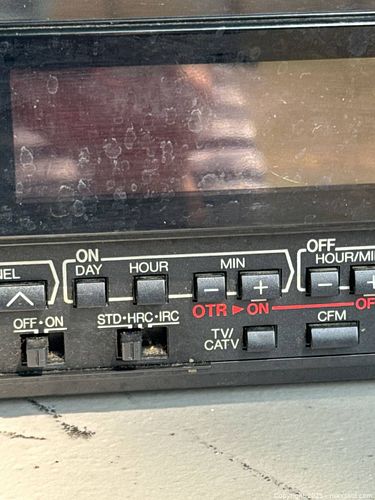 ON
OFF
NEL
DAY
HOUR
MIN
HOUR/MI
− +
−
OTR ► ON
OF
OFF • ON
STD • HRC • IRC
TV/
CATV
CFM